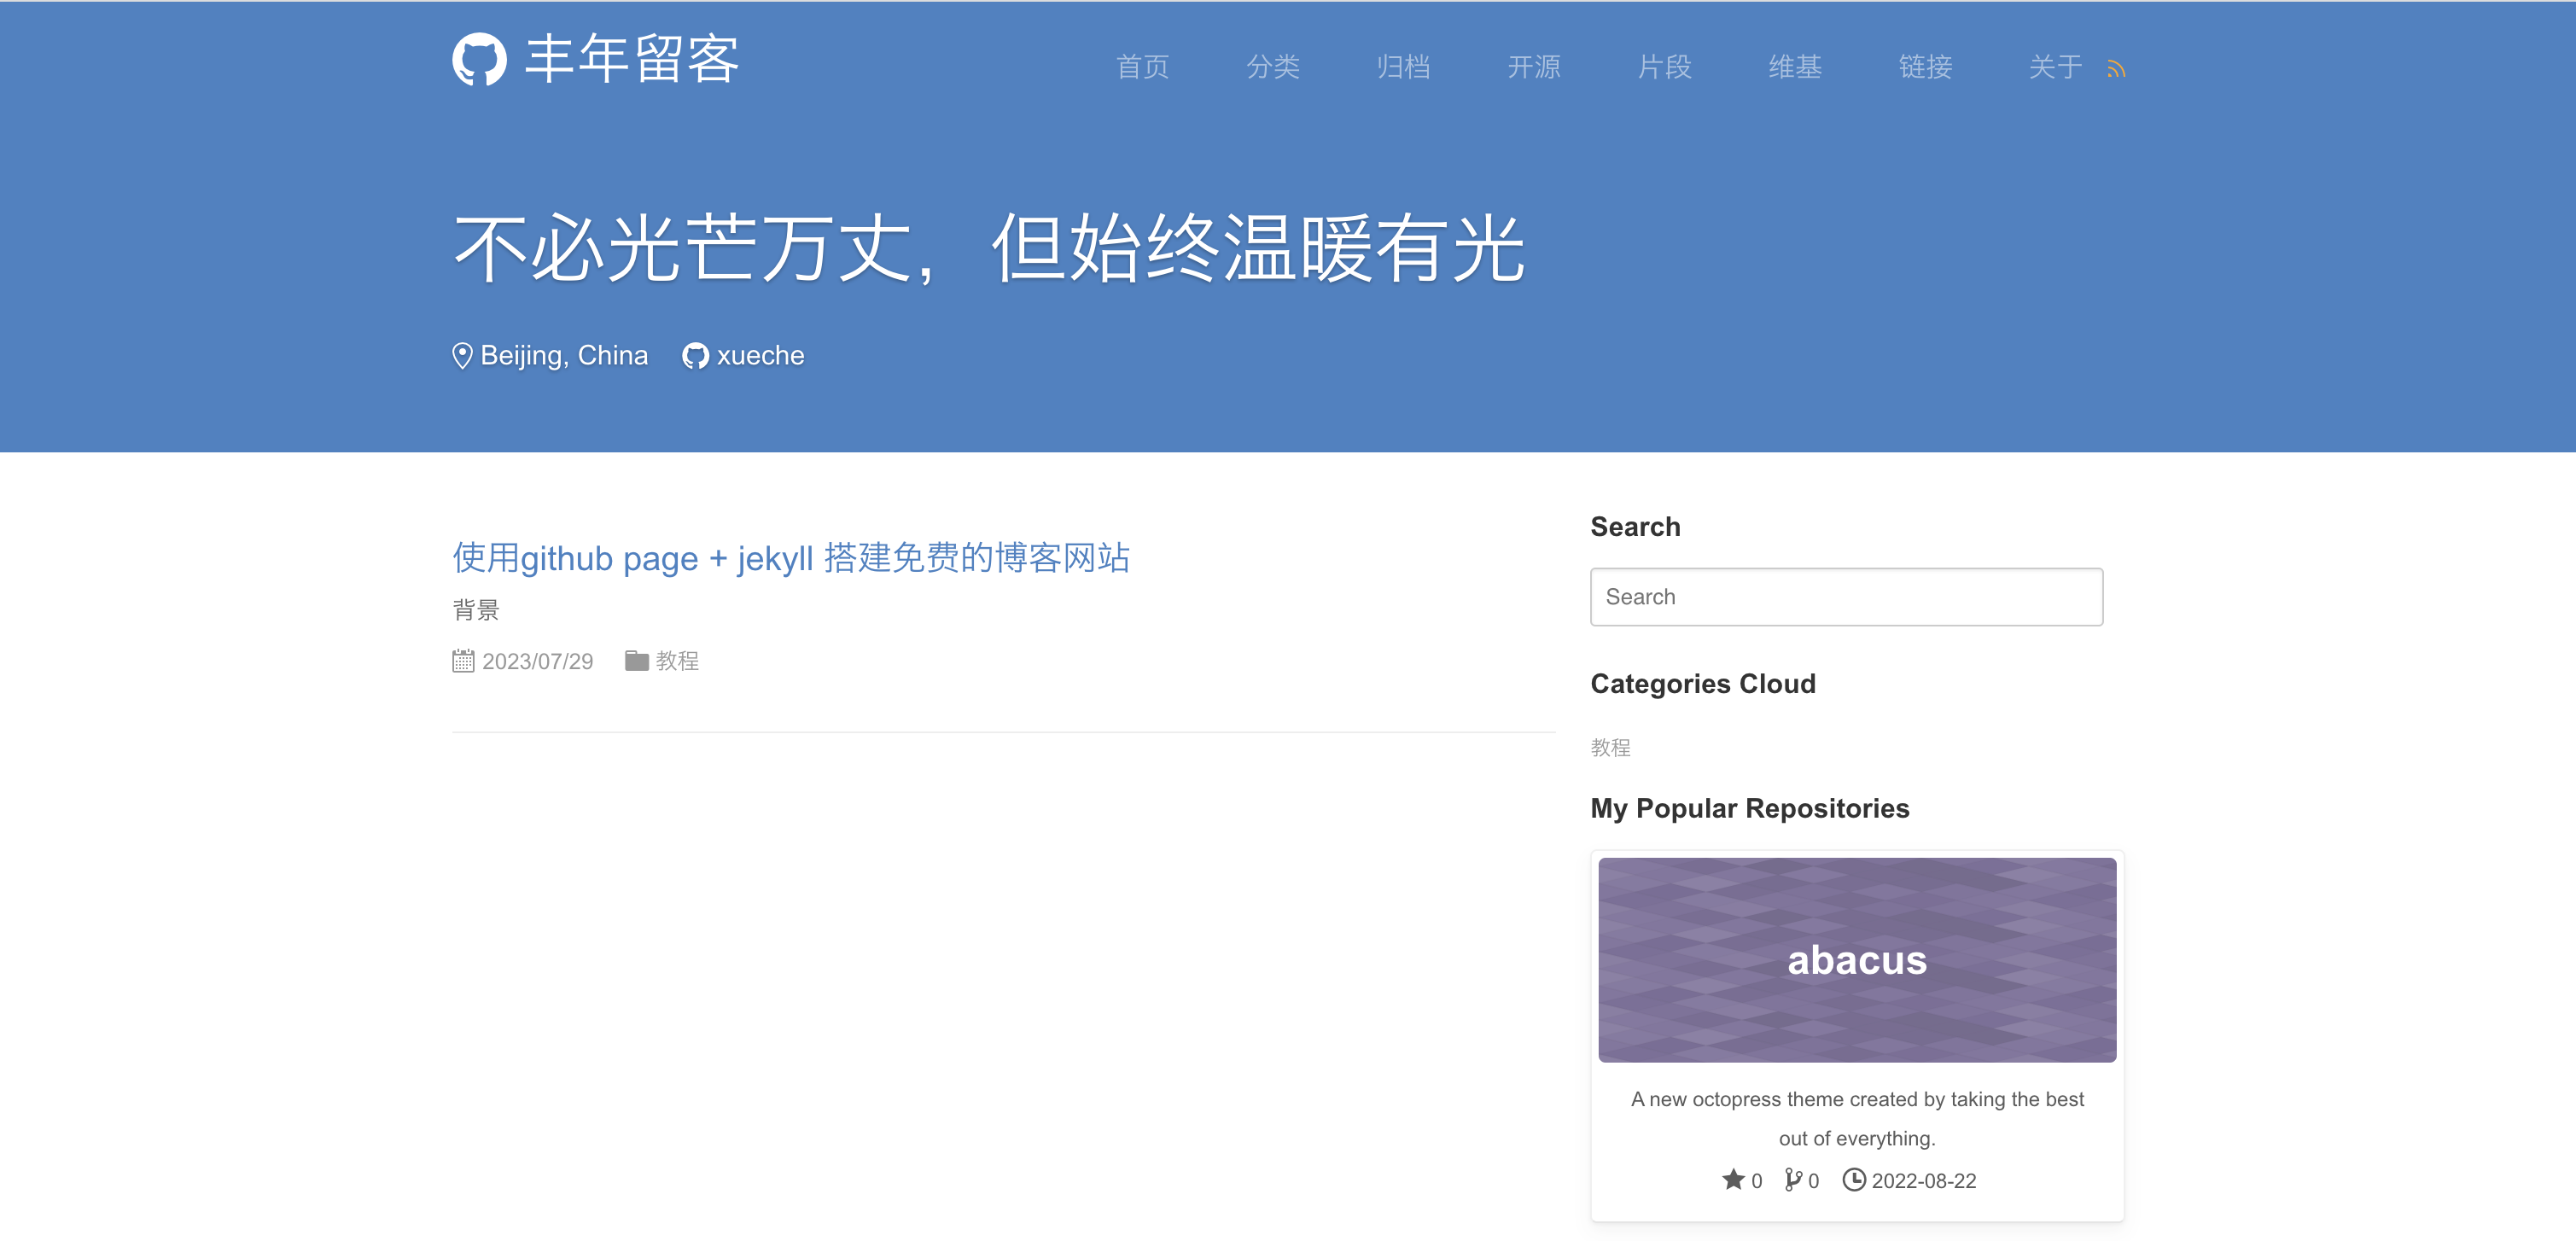 丰年留客
首页 分类 归档 开源 片段 维基 链接 关于
不必光芒万丈，但始终温暖有光
Beijing, China xueche
使用github page + jekyll 搭建免费的博客网站
背景
2023/07/29 教程
Search
Search
Categories Cloud
教程
My Popular Repositories
abacus
A new octopress theme created by taking the best
out of everything.
0 0 2022-08-22